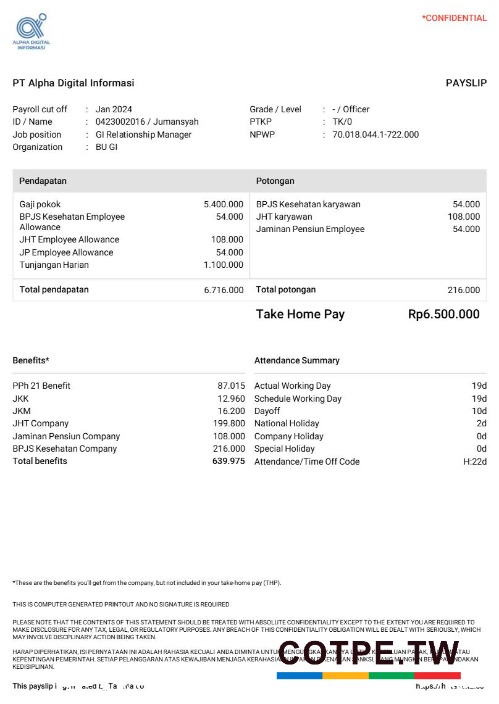 *CONFIDENTIAL
ALPHA DIGITAL
INFORMASI
PT Alpha Digital Informasi PAYSLIP
Payroll cut off : Jan 2024 Grade / Level : - / Officer
ID / Name : 0423002016 / Jumansyah PTKP : TK/0
Job position : GI Relationship Manager NPWP : 70.018.044.1-722.000
Organization : BU GI
Pendapatan Potongan
Gaji pokok 5.400.000 BPJS Kesehatan karyawan 54.000
BPJS Kesehatan Employee 54.000 JHT karyawan 108.000
Allowance Jaminan Pensiun Employee 54.000
JHT Employee Allowance 108.000
JP Employee Allowance 54.000
Tunjangan Harian 1.100.000
Total pendapatan 6.716.000 Total potongan 216.000
Take Home Pay Rp6.500.000
Benefits* Attendance Summary
PPh 21 Benefit 87.015 Actual Working Day 19d
JKK 12.960 Schedule Working Day 19d
JKM 16.200 Dayoff 10d
JHT Company 199.800 National Holiday 2d
Jaminan Pensiun Company 108.000 Company Holiday 0d
BPJS Kesehatan Company 216.000 Special Holiday 0d
Total benefits 639.975 Attendance/Time Off Code H:22d
*These are the benefits you'll get from the company, but not included in your take-home pay (THP).
THIS IS COMPUTER GENERATED PRINTOUT AND NO SIGNATURE IS REQUIRED
PLEASE NOTE THAT THE CONTENTS OF THIS STATEMENT SHOULD BE TREATED WITH ABSOLUTE CONFIDENTIALITY EXCEPT TO THE EXTENT YOU ARE REQUIRED TO
MAKE DISCLOSURE FOR ANY TAX, LEGAL, OR REGULATORY PURPOSES. ANY BREACH OF THIS CONFIDENTIALITY OBLIGATION WILL BE DEALT WITH SERIOUSLY, WHICH
MAY INVOLVE DISCIPLINARY ACTION BEING TAKEN.
HARAP DIPERHATIKAN, ISI PERNYATAAN INI ADALAH RAHASIA KECUALI ANDA DIMINTA UNTUK PAJAK, ATAU
KEPENTINGAN PEMERINTAH. SETIAP PELANGGARAN ATAS KEWAJIBAN MENJAGA KERAHASIAAN
KEDISIPLINAN.
COTPE.TW
This payslip